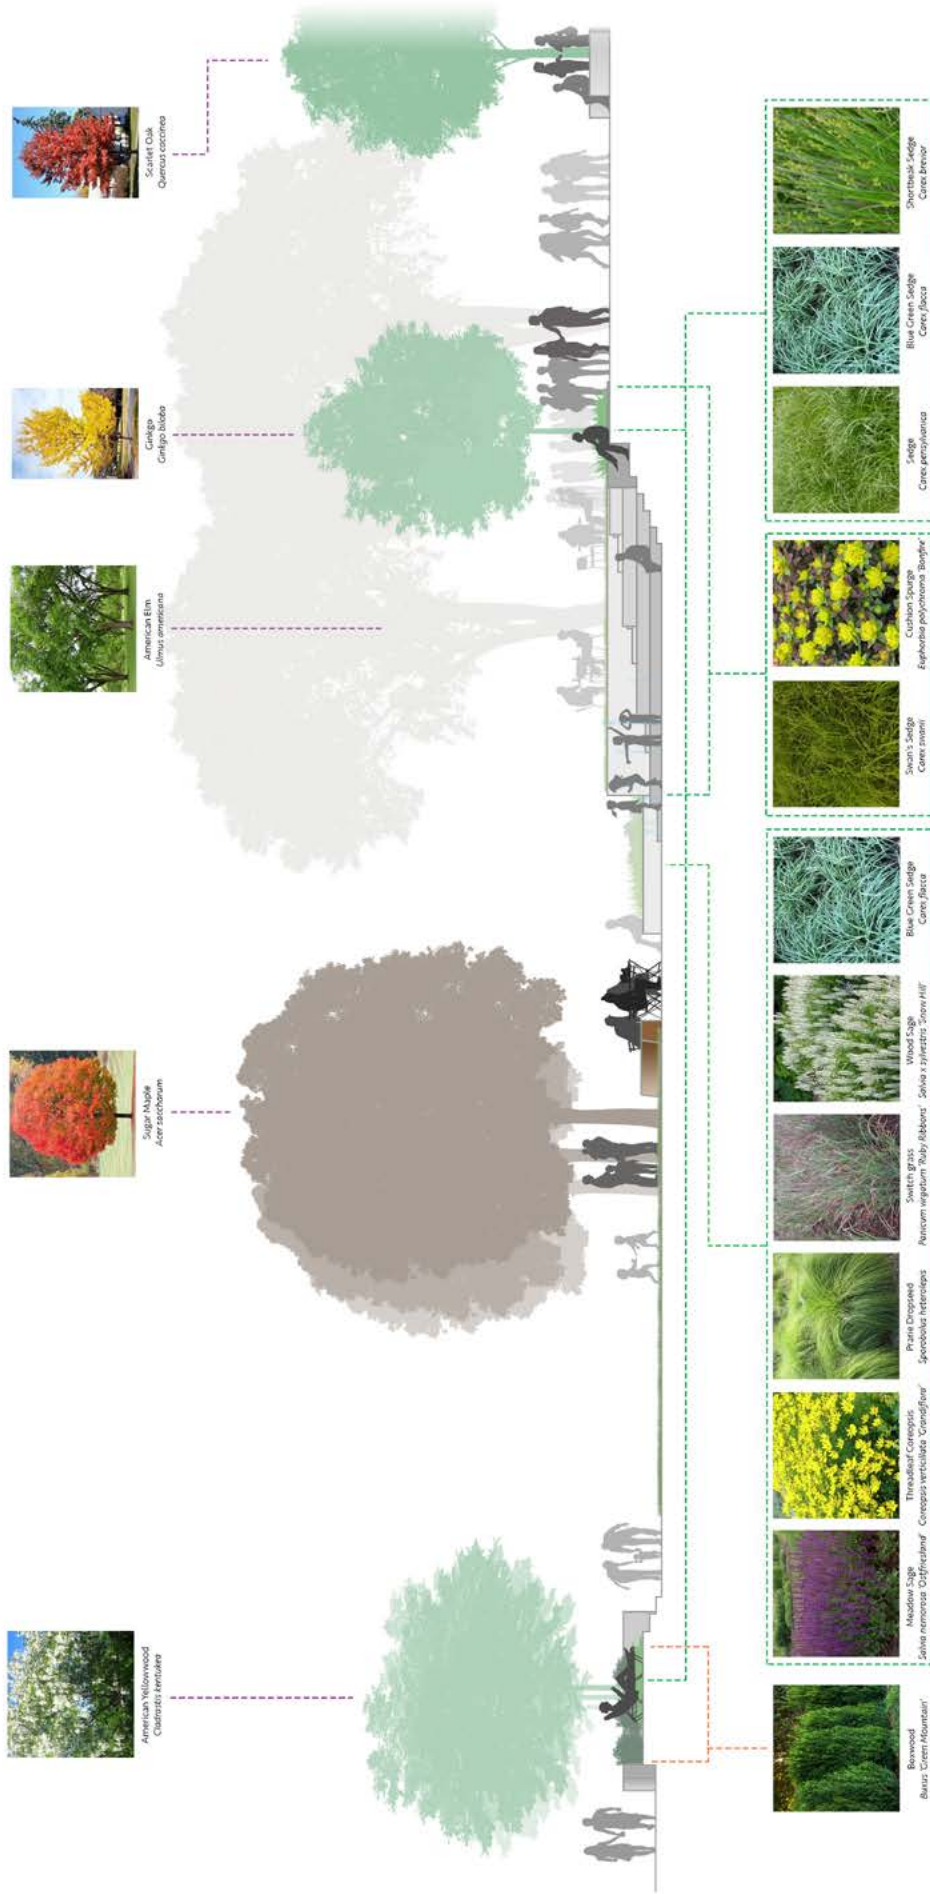 American Yellowwood
Cladrastis kentukea
Sugar Maple
Acer saccharum
American Elm
Ulmus americana
Ginkgo
Ginkgo biloba
Scarlet Oak
Quercus coccinea
Boxwood
Buxus 'Green Mountain'
Meadow Sage
Salvia nemorosa 'Ostfriesland'
Threadleaf Coreopsis
Coreopsis verticillata 'Grandiflora'
Prarie Dropseed
Sporobolus heterolepis
Switch grass
Panicum virgatum 'Ruby Ribbons'
Wood Sage
Salvia x sylvestris 'Snow Hill'
Blue Green Sedge
Carex flacca
Swan's Sedge
Carex swanii
Cushion Spurge
Euphorbia polychroma 'Bonfire'
Sedge
Carex pensylvanica
Blue Green Sedge
Carex flacca
Shortbeak Sedge
Carex brevior